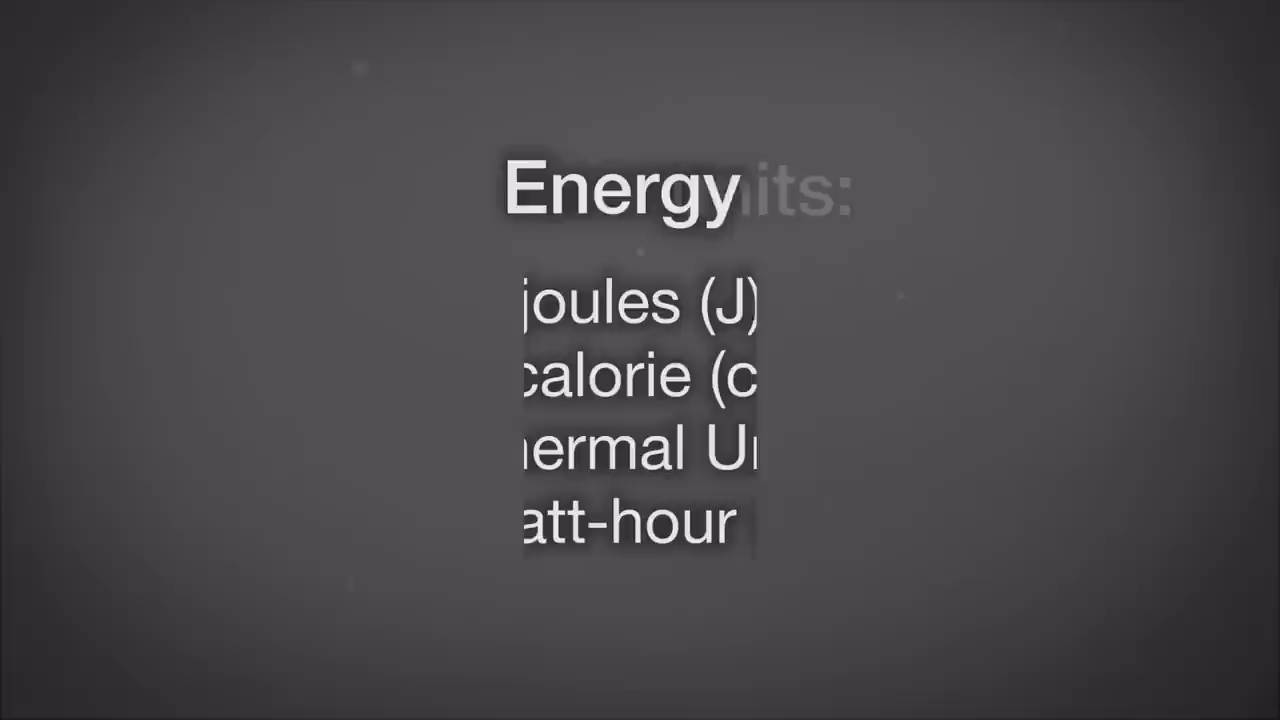 Energy
joules (J)
calorie (c
hermal U
att-hour